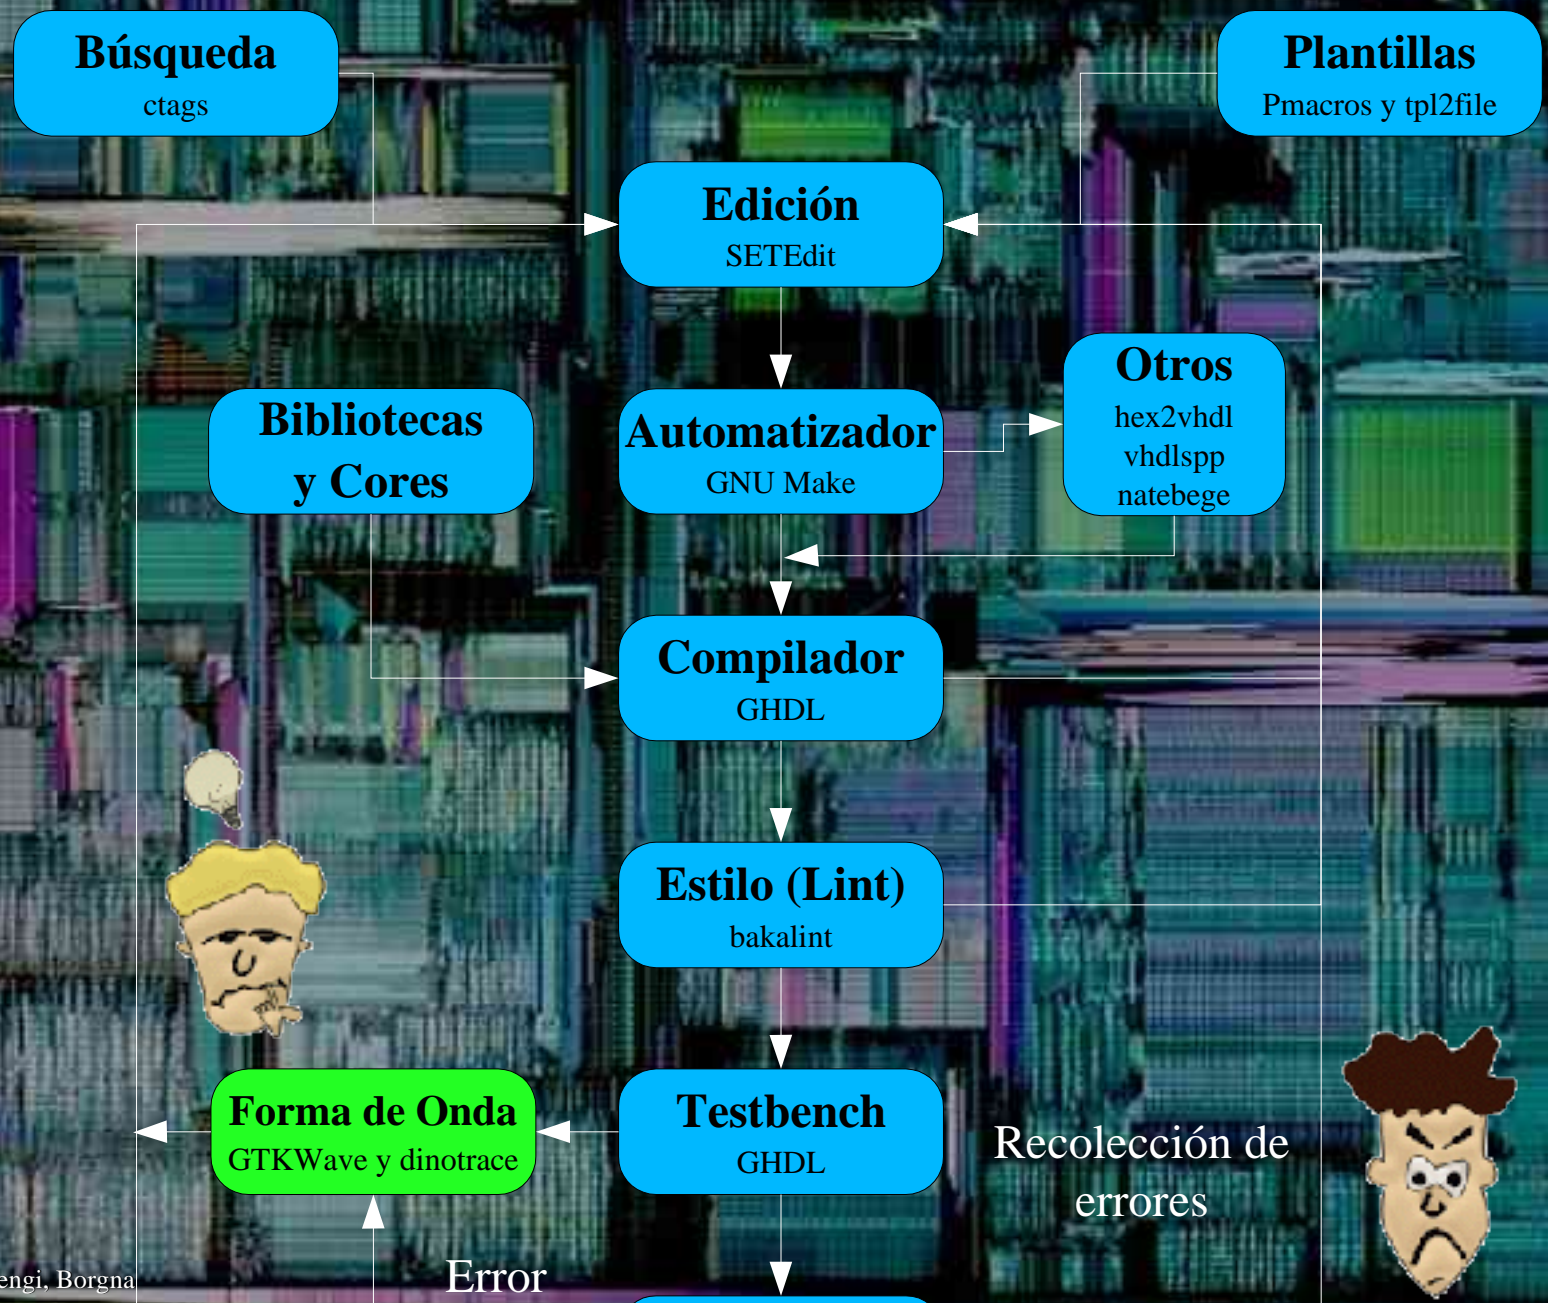 Búsqueda
ctags
Plantillas
Pmacros y tpl2file
Edición
SETEdit
Otros
hex2vhdl
vhdlspp
natebege
Bibliotecas
y Cores
Automatizador
GNU Make
Compilador
GHDL
Estilo (Lint)
bakalint
Forma de Onda
GTKWave y dinotrace
Testbench
GHDL
Recolección de
errores
Borgna
Error